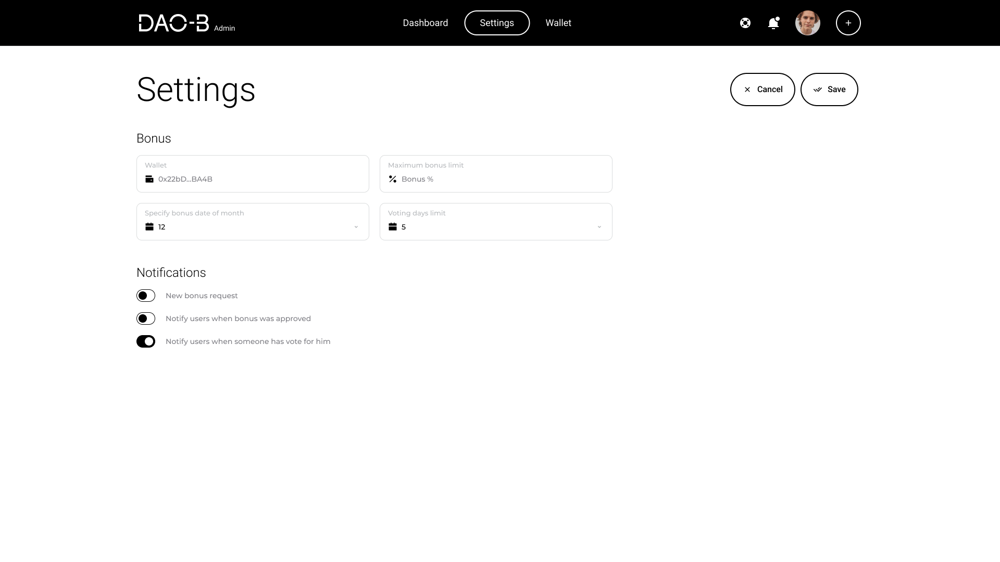 DAO-B Admin
Dashboard
Settings
Wallet
Settings
Cancel
Save
Bonus
Wallet
0x22bD...BA4B
Maximum bonus limit
Bonus %
Specify bonus date of month
12
Voting days limit
5
Notifications
New bonus request
Notify users when bonus was approved
Notify users when someone has vote for him